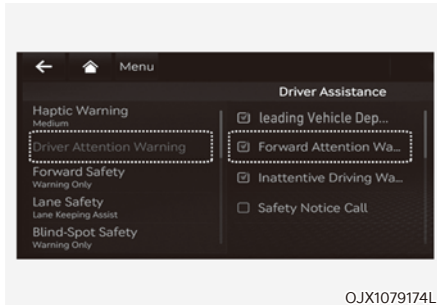 Menu
Driver Assistance
Haptic Warning
Medium
Driver Attention Warning
Forward Safety
Warning Only
Lane Safety
Lane Keeping Assist
Blind-Spot Safety
Warning Only
leading Vehicle Dep...
Forward Attention Wa...
Inattentive Driving Wa...
Safety Notice Call
OJX1079174L